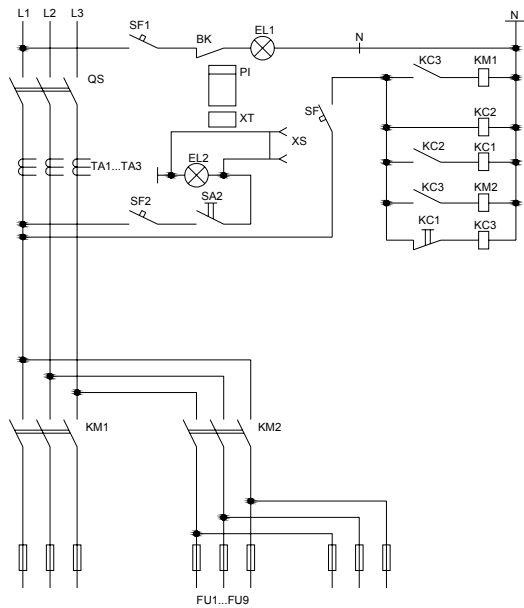 L1 L2 L3
N
SF1
BK
EL1
N
QS
PI
KC3
KM1
XT
SF
KC2
XS
TA1...TA3
EL2
KC2
KC1
SF2
SA2
KC3
KM2
KC1
KC3
KM1
KM2
FU1...FU9